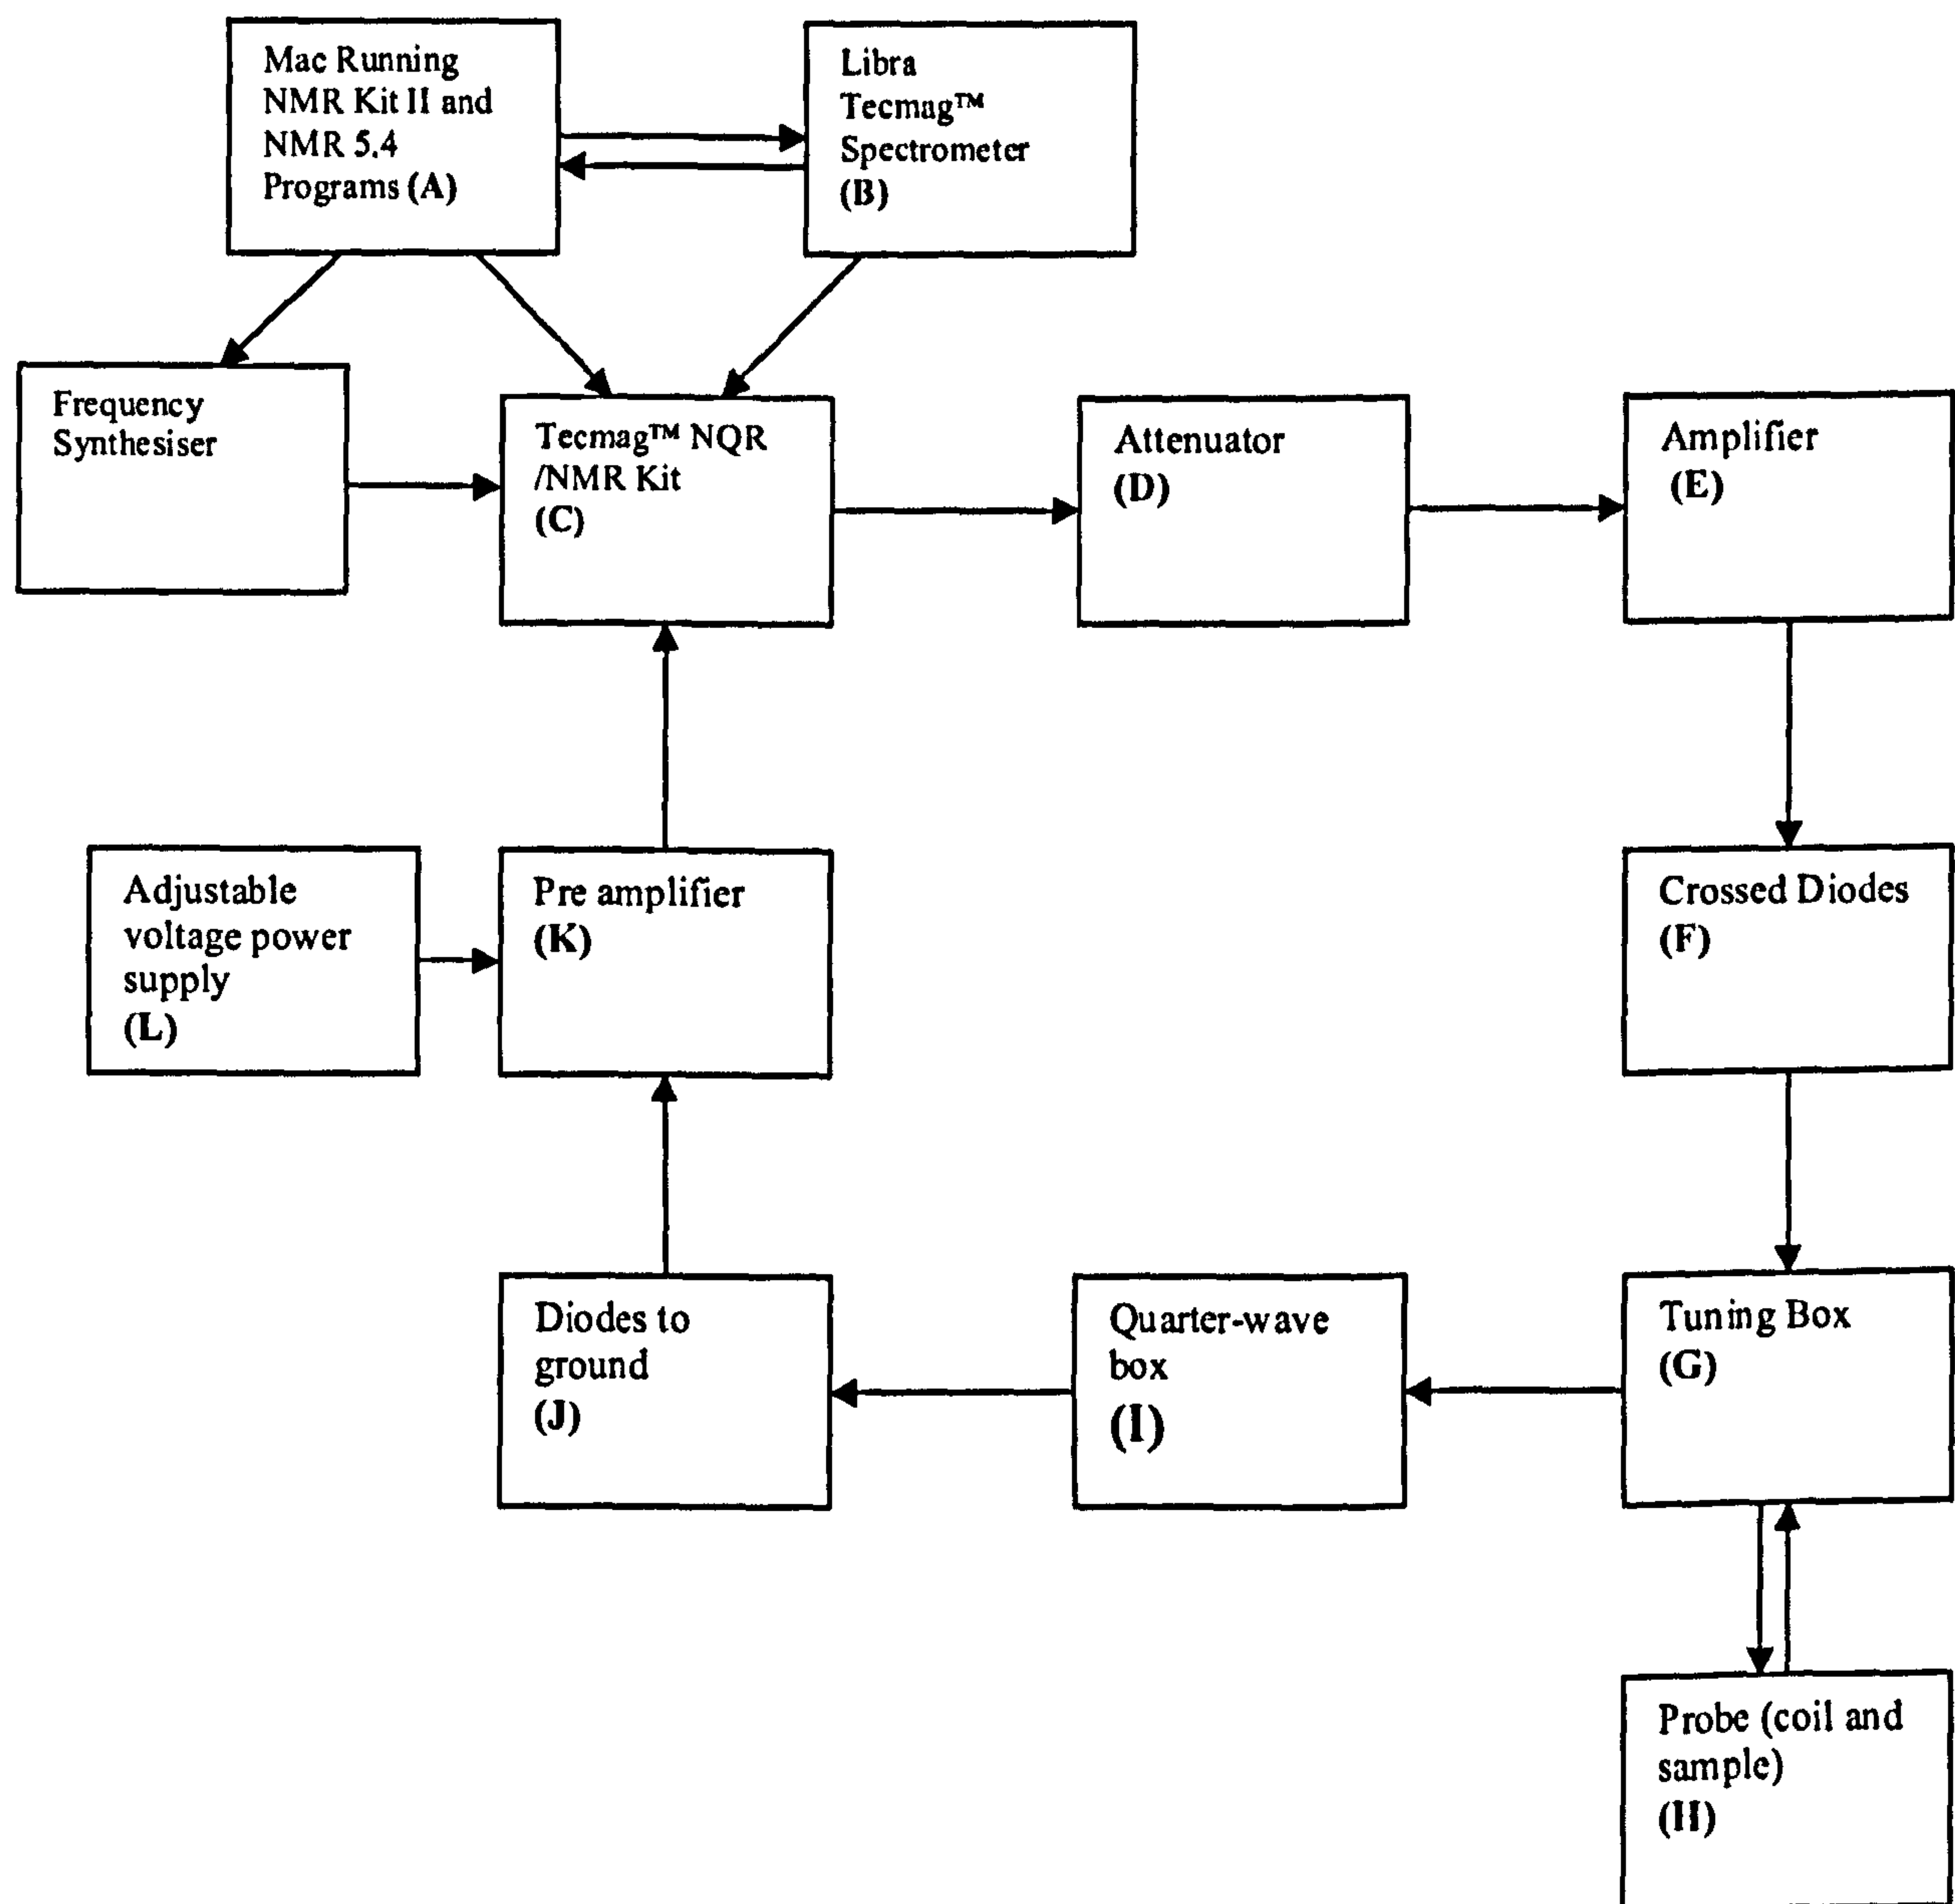 Mac Running
NMR Kit II and
NMR 5.4
Programs (A)
Libra
Tecmag™
Spectrometer
(B)
Frequency
Synthesiser
Tecmag™ NQR
/NMR Kit
(C)
Attenuator
(D)
Amplifier
(E)
Adjustable
voltage power
supply
(L)
Pre amplifier
(K)
Crossed Diodes
(F)
Diodes to
ground
(J)
Quarter-wave
box
(I)
Tuning Box
(G)
Probe (coil and
sample)
(H)